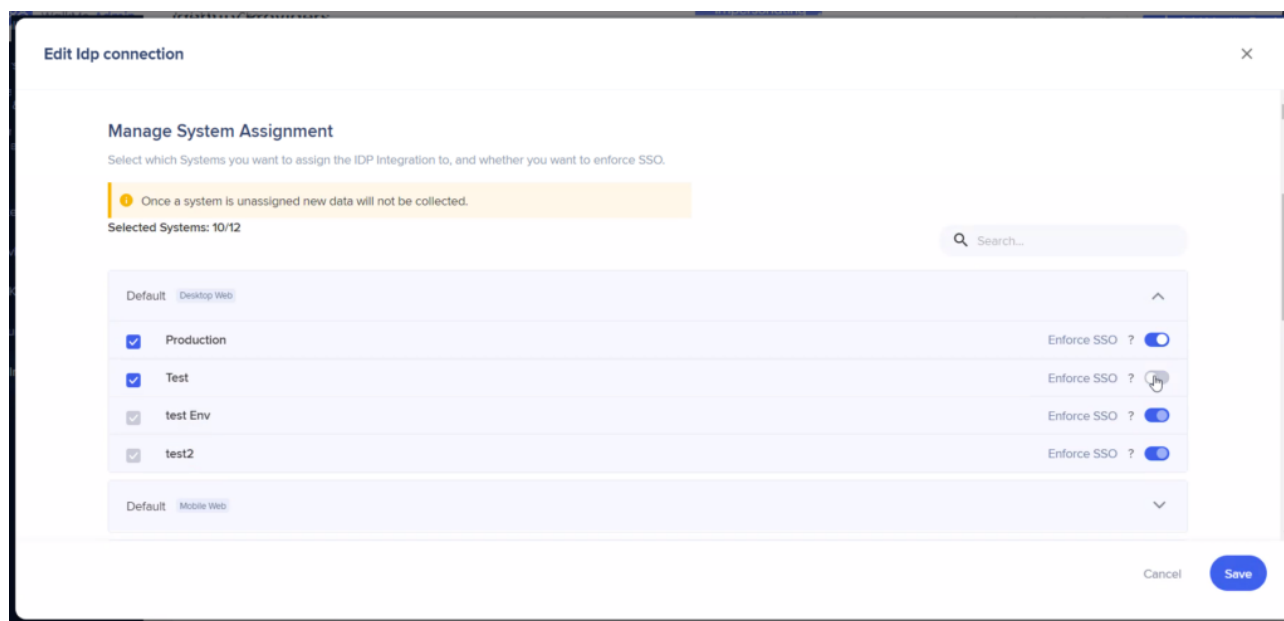 Edit Idp connection
Manage System Assignment
Select which Systems you want to assign the IDP Integration to, and whether you want to enforce SSO.
Once a system is unassigned new data will not be collected.
Selected Systems: 10/12
Search...
Default Desktop Web
Production Enforce SSO ?
Test Enforce SSO ?
test Env Enforce SSO ?
test2 Enforce SSO ?
Default Mobile Web
Cancel Save